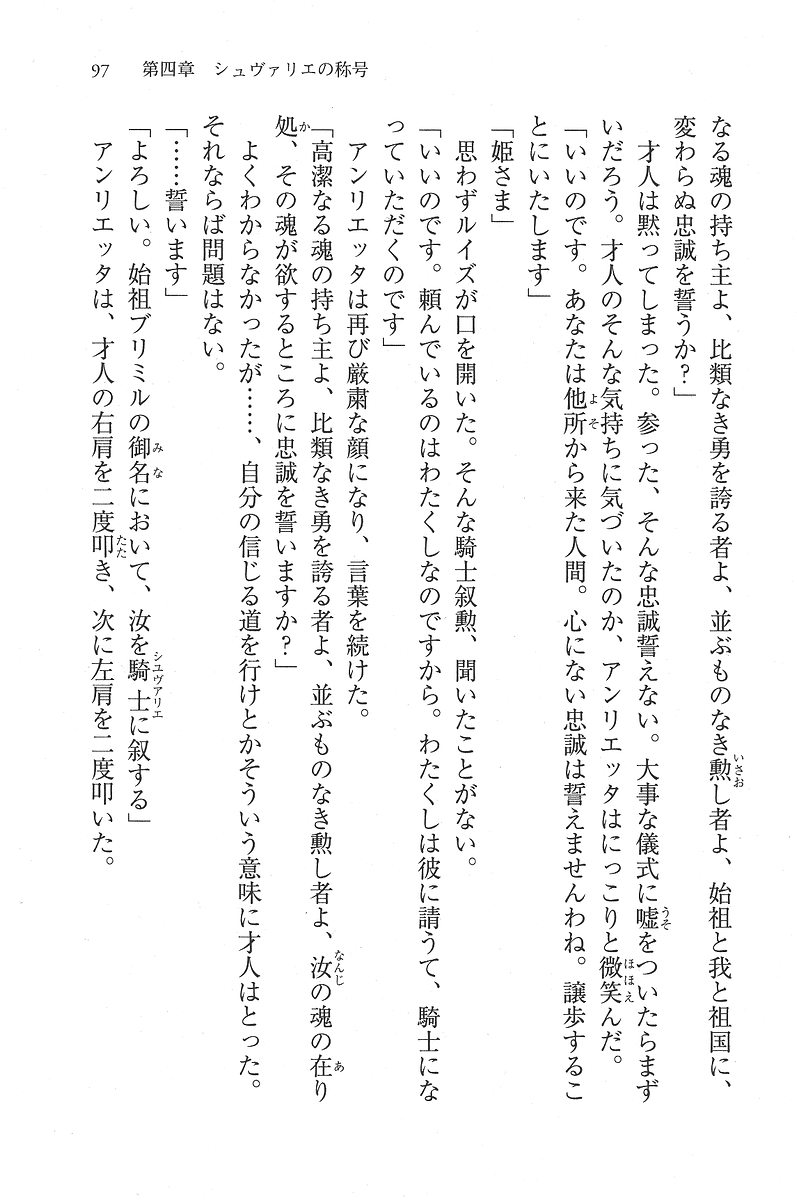 97　第四章　シュヴァリエの称号
なる魂の持ち主よ、比類なき勇を誇る者よ、並ぶものなき勲し者よ、始祖と我と祖国に、
変わらぬ忠誠を誓うか？」
　才人は黙ってしまった。参った、そんな忠誠誓えない。大事な儀式に嘘をついたらまず
いだろう。才人のそんな気持ちに気づいたのか、アンリエッタはにっこりと微笑んだ。
「いいのです。あなたは他所から来た人間。心にない忠誠は誓えませんわね。譲歩するこ
とにいたします」
「姫さま」
　思わずルイズが口を開いた。そんな騎士叙勲、聞いたことがない。
「いいのです。頼んでいるのはわたくしなのですから。わたくしは彼に請うて、騎士にな
っていただくのです」
　アンリエッタは再び厳粛な顔になり、言葉を続けた。
「高潔なる魂の持ち主よ、比類なき勇を誇る者よ、並ぶものなき勲し者よ、汝の魂の在り
処、その魂が欲するところに忠誠を誓いますか？」
　よくわからなかったが……、自分の信じる道を行けとかそういう意味に才人はとった。
それならば問題はない。
「……誓います」
「よろしい。始祖ブリミルの御名において、汝を騎士に叙する」
　アンリエッタは、才人の右肩を二度叩き、次に左肩を二度叩いた。